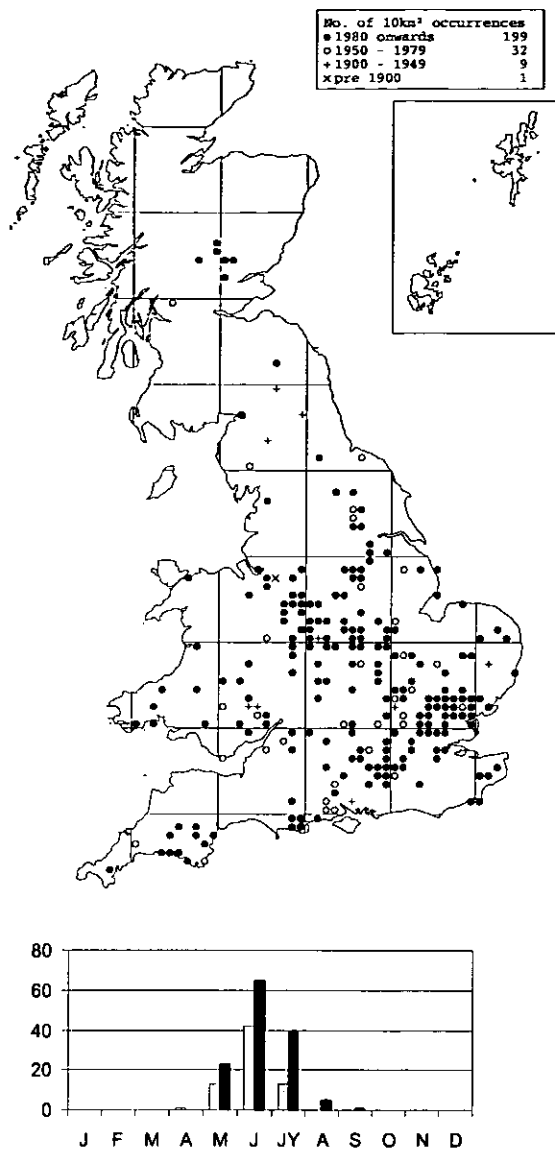 No. of 10km² occurrences
● 1980 onwards 199
○ 1950 - 1979 32
+ 1900 - 1949 9
× pre 1900 1
80
60
40
20
0
J F M A M J JY A S O N D